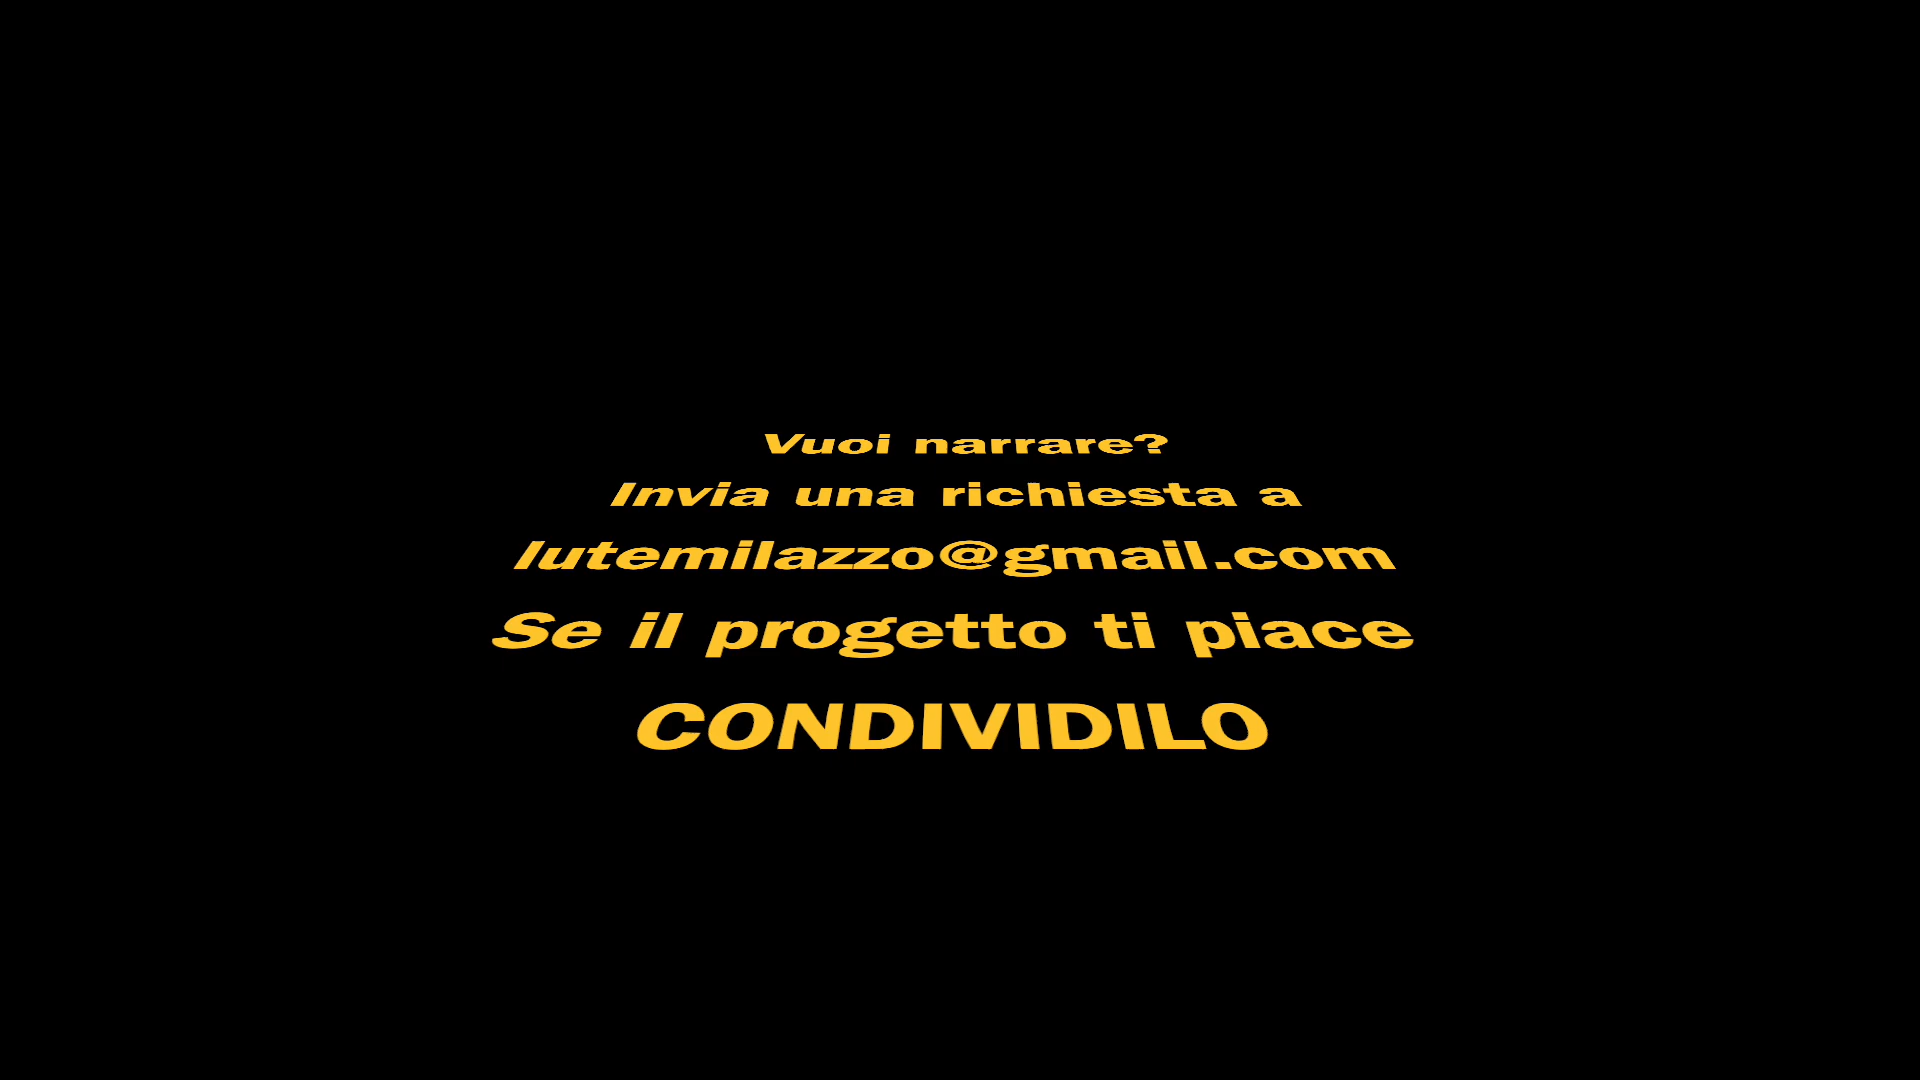 Vuoi narrare?
Invia una richiesta a
lutemilazzo@gmail.com
Se il progetto ti piace
CONDIVIDILO